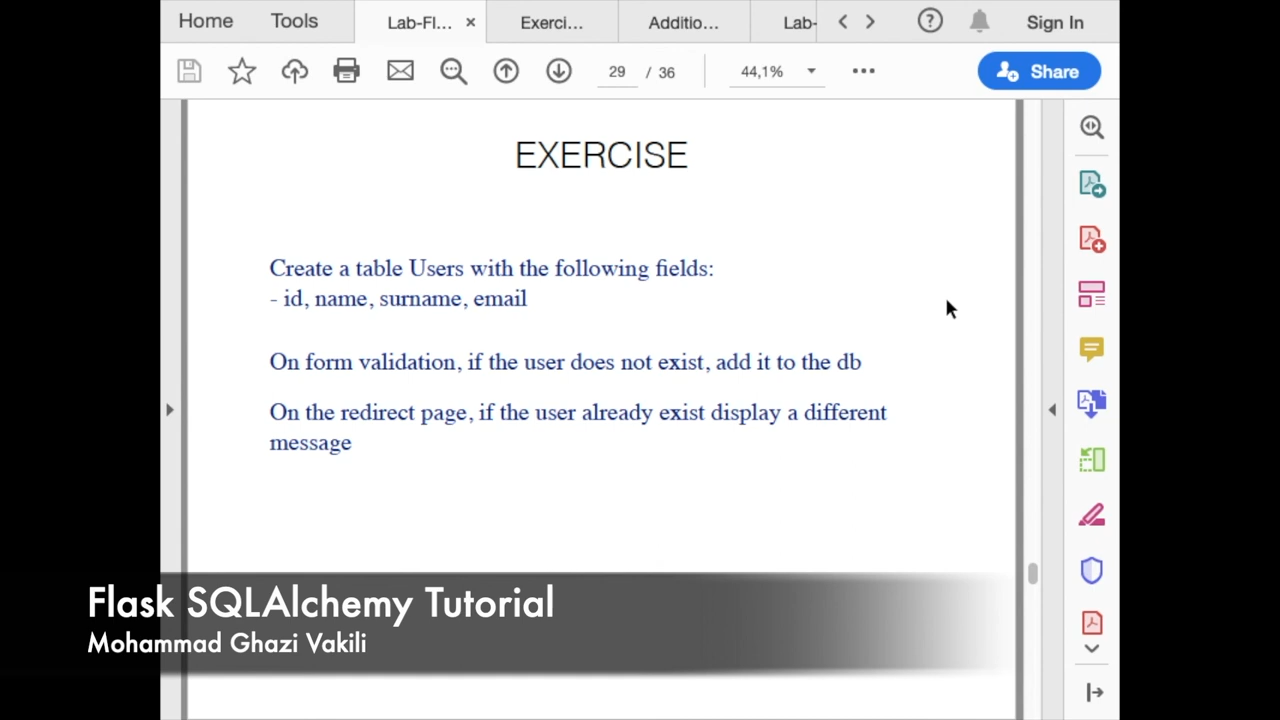 Home Tools Lab-Fl... × Exerci... Additio... Lab- Sign In
29 / 36 44,1% Share
EXERCISE
Create a table Users with the following fields:
- id, name, surname, email
On form validation, if the user does not exist, add it to the db
On the redirect page, if the user already exist display a different
message
Flask SQLAlchemy Tutorial
Mohammad Ghazi Vakili